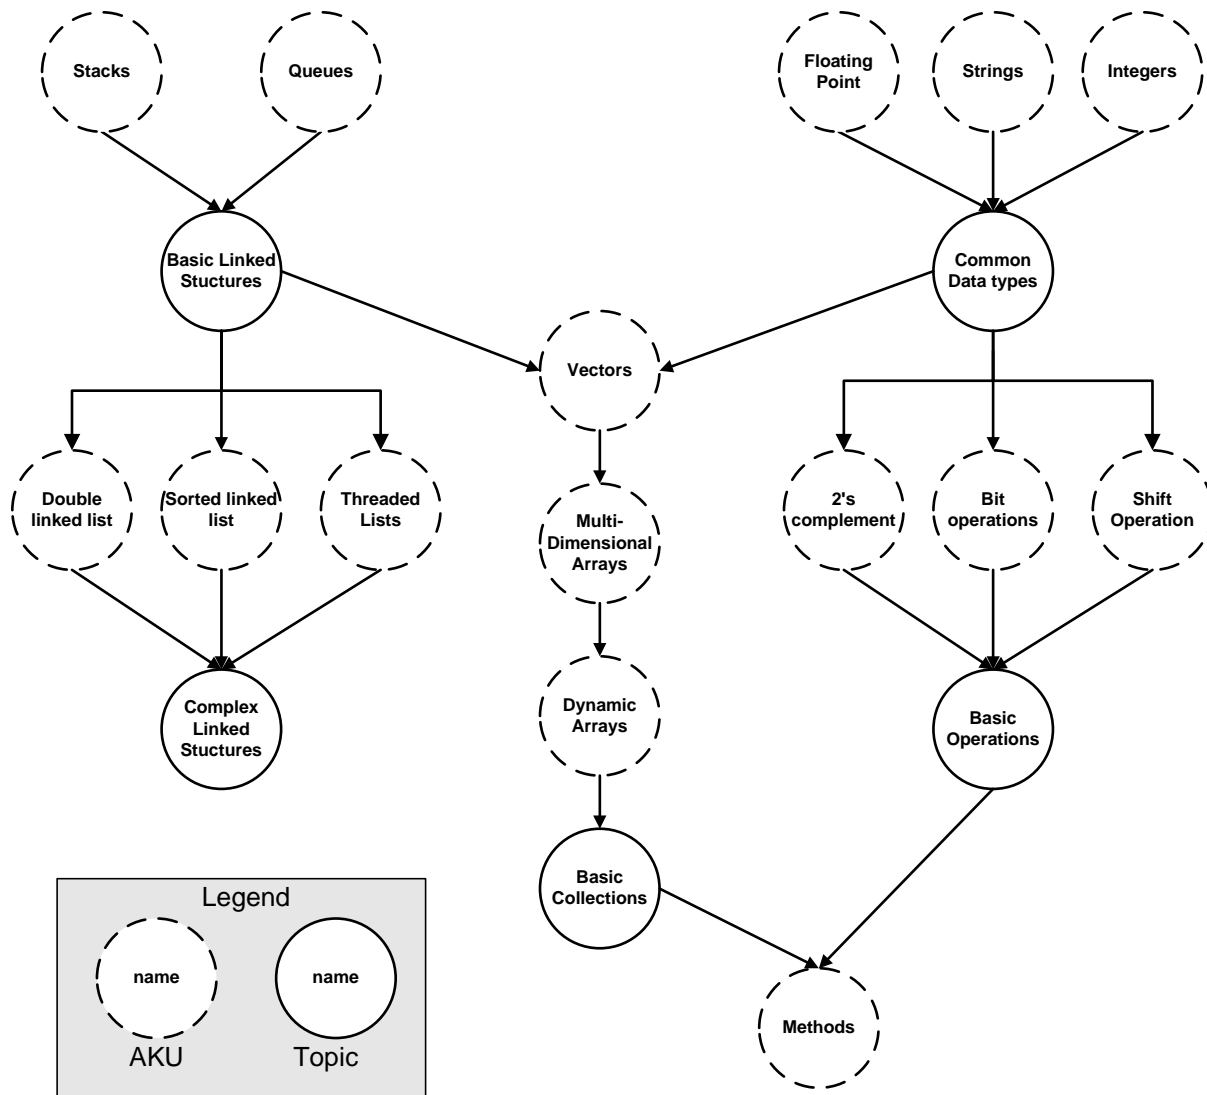 Stacks
Queues
Floating
Point
Strings
Integers
Basic Linked
Stuctures
Common
Data types
Vectors
Double
linked list
Sorted linked
list
Threaded
Lists
Multi-
Dimensional
Arrays
2's
complement
Bit
operations
Shift
Operation
Complex
Linked
Stuctures
Dynamic
Arrays
Basic
Operations
Basic
Collections
Methods
Legend
name
name
AKU
Topic